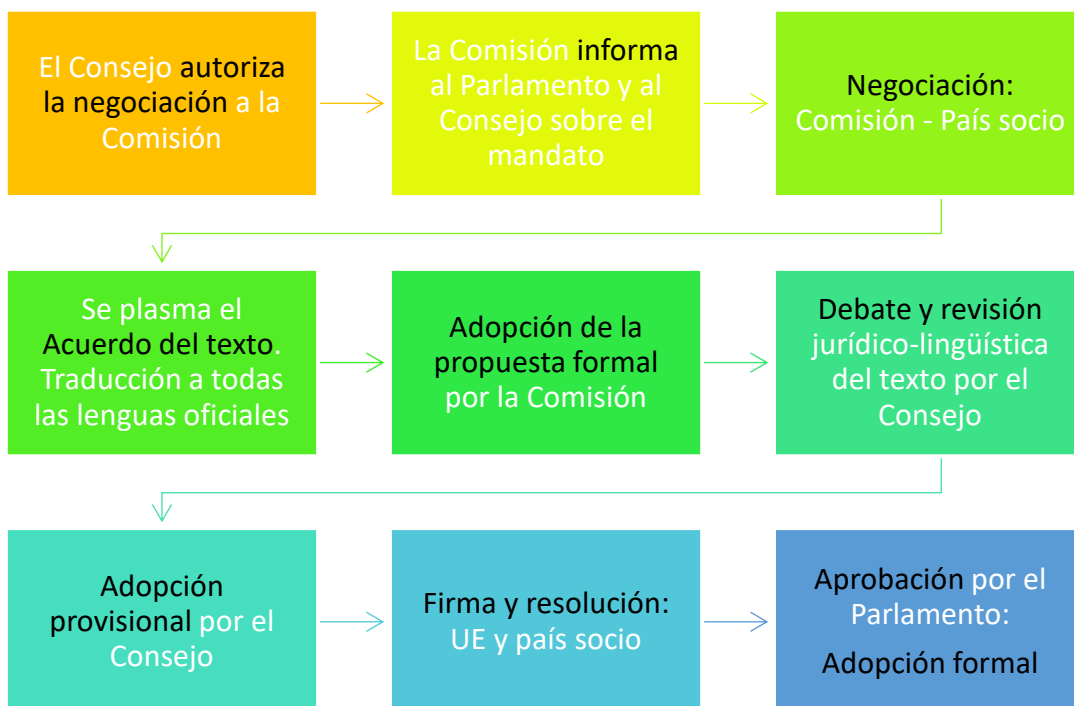 El Consejo autoriza
la negociación a la
Comisión
La Comisión informa
al Parlamento y al
Consejo sobre el
mandato
Negociación:
Comisión - País socio
Se plasma el
Acuerdo del texto.
Traducción a todas
las lenguas oficiales
Adopción de la
propuesta formal
por la Comisión
Debate y revisión
jurídico-lingüística
del texto por el
Consejo
Adopción
provisional por el
Consejo
Firma y resolución:
UE y país socio
Aprobación por el
Parlamento:
Adopción formal